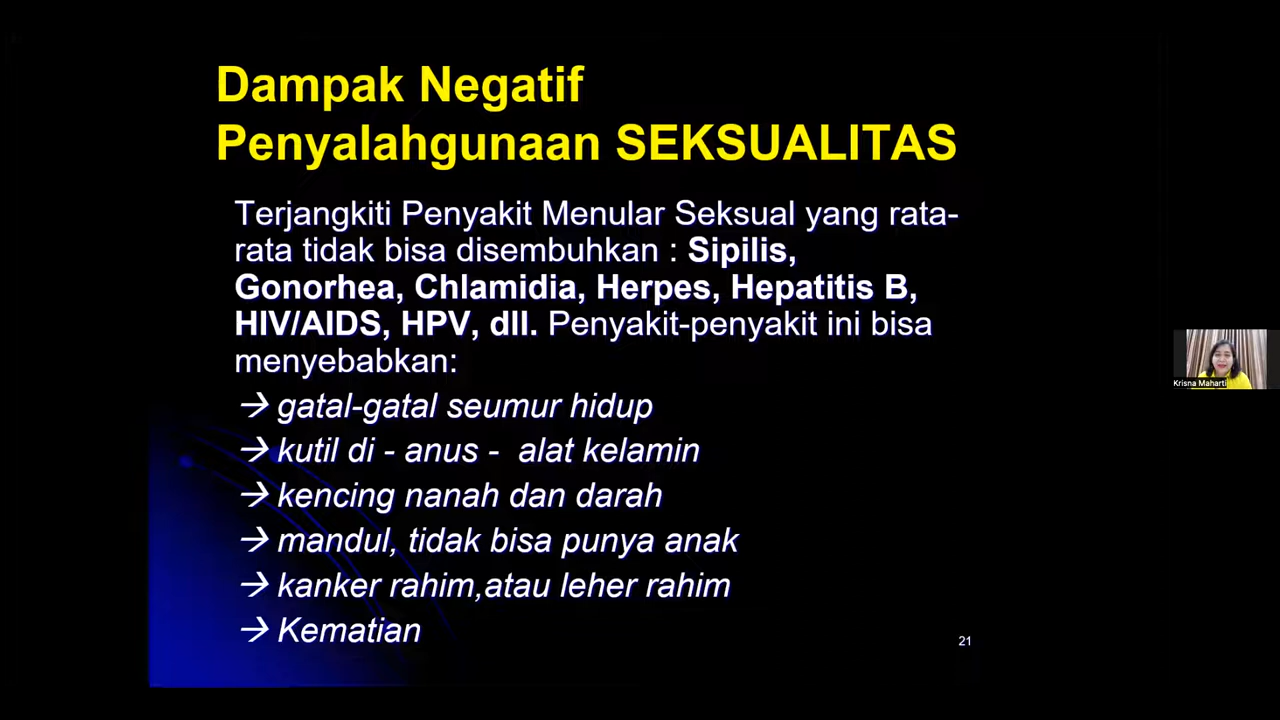 Dampak Negatif
Penyalahgunaan SEKSUALITAS
Terjangkiti Penyakit Menular Seksual yang rata-
rata tidak bisa disembuhkan : Sipilis,
Gonorhea, Chlamidia, Herpes, Hepatitis B,
HIV/AIDS, HPV, dll. Penyakit-penyakit ini bisa
menyebabkan:
→ gatal-gatal seumur hidup
→ kutil di - anus - alat kelamin
→ kencing nanah dan darah
→ mandul, tidak bisa punya anak
→ kanker rahim,atau leher rahim
→ Kematian
21
Krisna Maharti